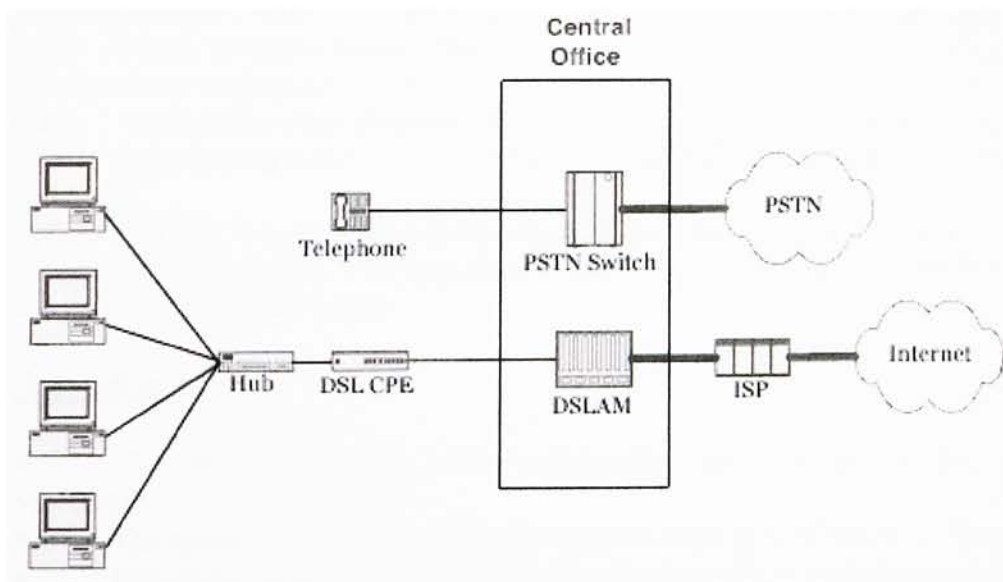 Central
Office
PSTN
Telephone
PSTN Switch
Internet
Hub
DSL CPE
DSLAM
ISP